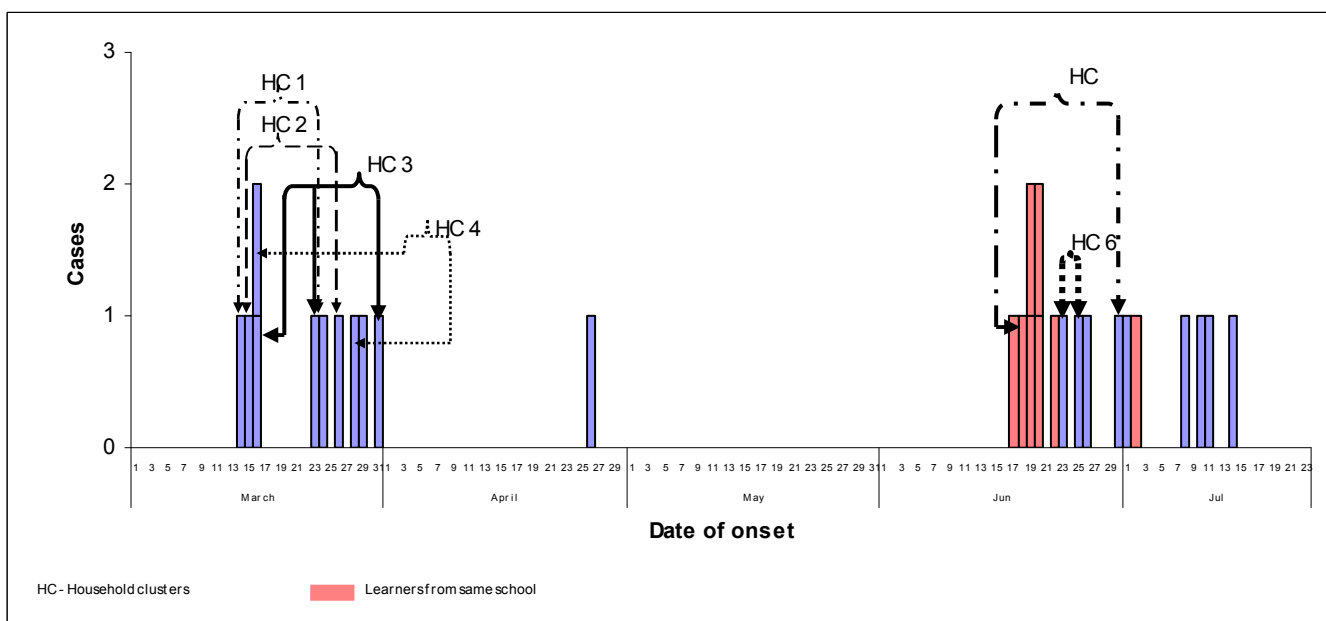 3
HC 1
HC
HC 2
HC 3
2
HC 4
HC 6
Cases
1
0
1 3 5 7 9 11 13 15 17 19 21 23 25 27 29 31 1 3 5 7 9 11 13 15 17 19 21 23 25 27 29 1 3 5 7 9 11 13 15 17 19 21 23 25 27 29 31 1 3 5 7 9 11 13 15 17 19 21 23 25 27 29 1 3 5 7 9 11 13 15 17 19 21 23
March April May Jun Jul
Date of onset
HC - Household clusters Learners from same school